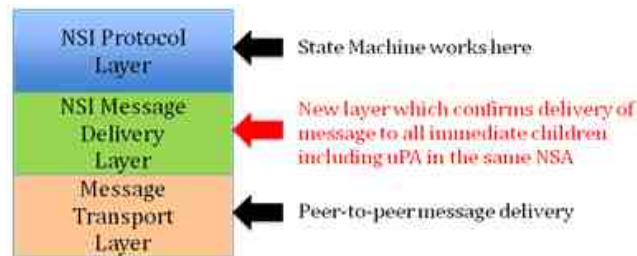 NSI Protocol
Layer
State Machine works here
NSI Message
Delivery
Layer
New layer which confirms delivery of
message to all immediate children
including uPA in the same NSA
Message
Transport
Layer
Peer-to-peer message delivery